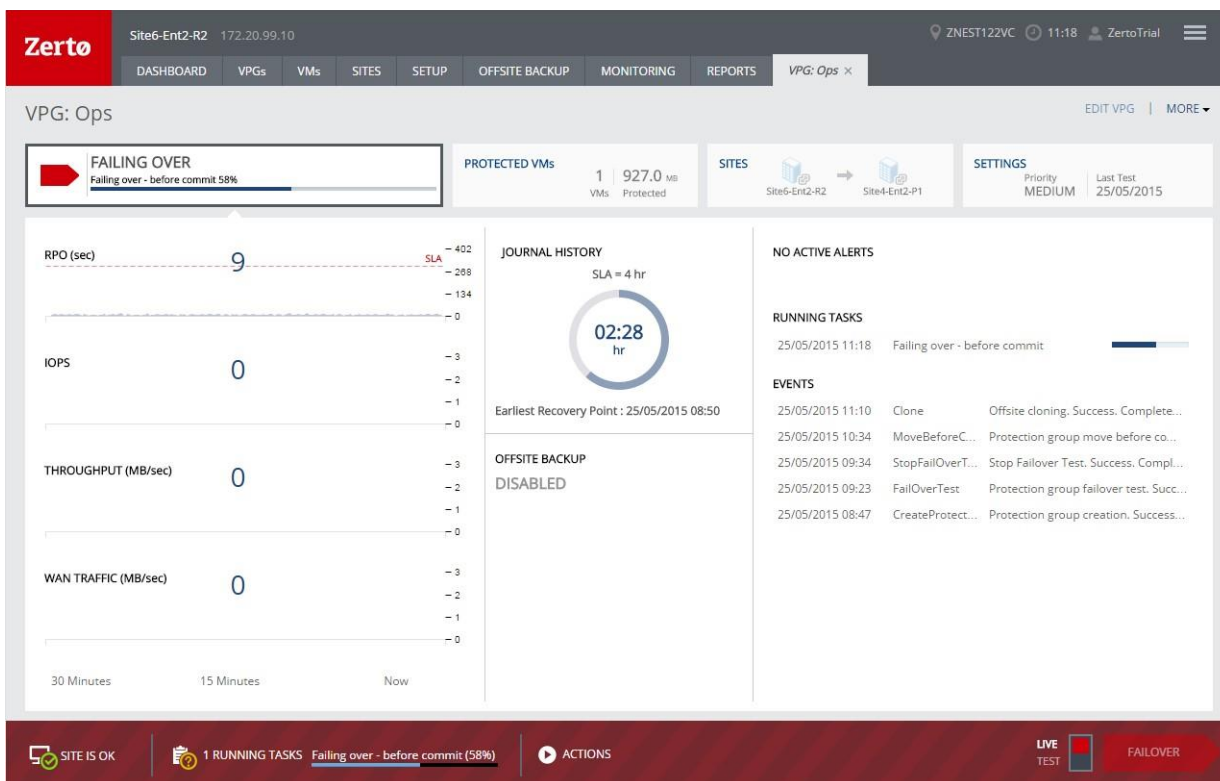 Zertø
Site6-Ent2-R2 172.20.99.10
ZNEST122VC 11:18 ZertoTrial
DASHBOARD VPGs VMs SITES SETUP OFFSITE BACKUP MONITORING REPORTS VPG: Ops ×
VPG: Ops
EDIT VPG | MORE
FAILING OVER
Failing over - before commit 58%
PROTECTED VMs
1 927.0 MB
VMs Protected
SITES
Site6-Ent2-R2 Site4-Ent2-P1
SETTINGS
Priority Last Test
MEDIUM 25/05/2015
RPO (sec)
9
SLA
402
268
134
0
IOPS
0
3
2
1
0
THROUGHPUT (MB/sec)
0
3
2
1
0
WAN TRAFFIC (MB/sec)
0
3
2
1
0
30 Minutes 15 Minutes Now
JOURNAL HISTORY
SLA = 4 hr
02:28
hr
Earliest Recovery Point : 25/05/2015 08:50
OFFSITE BACKUP
DISABLED
NO ACTIVE ALERTS
RUNNING TASKS
25/05/2015 11:18 Failing over - before commit
EVENTS
25/05/2015 11:10 Clone Offsite cloning. Success. Complete...
25/05/2015 10:34 MoveBeforeC... Protection group move before co...
25/05/2015 09:34 StopFailOverT... Stop Failover Test. Success. Compl...
25/05/2015 09:23 FailOverTest Protection group failover test. Succ...
25/05/2015 08:47 CreateProtect... Protection group creation. Success...
SITE IS OK
1 RUNNING TASKS Failing over - before commit (58%)
ACTIONS
LIVE
TEST
FAILOVER